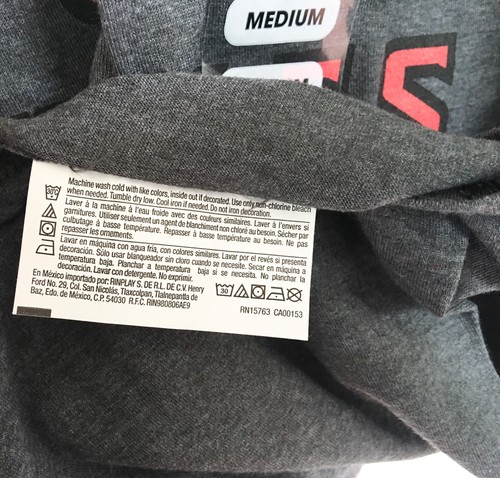 MEDIUM
S
Machine wash cold with like colors, inside out if decorated. Use only non-chlorine bleach
when needed. Tumble dry low. Cool iron if needed. Do not iron decoration.
Laver à la machine à l'eau froide avec des couleurs similaires. Laver à l'envers si
garnitures. Utiliser seulement un agent de blanchiment non chloré au besoin. Sécher par
culbutage à basse température. Repasser à basse température au besoin. Ne pas
repasser les ornements.
Lavar en máquina con agua fria, con colores similares. Lavar por el revés si presenta
decoración. Sólo usar blanqueador sin cloro cuando se necesite. Secar en máquina a
temperatura baja. Planchar a temperatura baja si se necesita. No planchar la
decoración. Lavar con detergente. No exprimir.
En México importado por: RINPLAY S. DE R.L. DE C.V. Henry
Ford No. 29, Col. San Nicolás, Tlaxcolpan, Tlalnepantla de
Baz, Edo. de México, C.P. 54030 R.F.C. RIN980806AE9
30
30
RN15763 CA00153